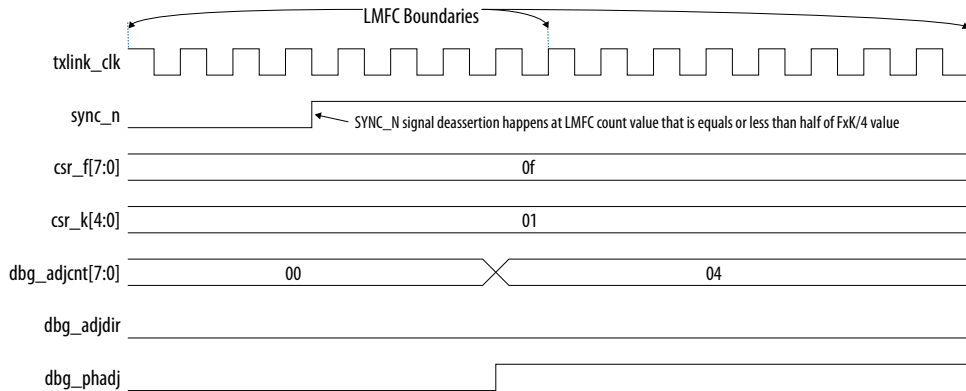 LMFC Boundaries
txlink_clk
sync_n
SYNC_N signal deassertion happens at LMFC count value that is equals or less than half of FxK/4 value
csr_f[7:0]
0f
csr_k[4:0]
01
dbg_adjcnt[7:0]
00
04
dbg_adjdir
dbg_phadj